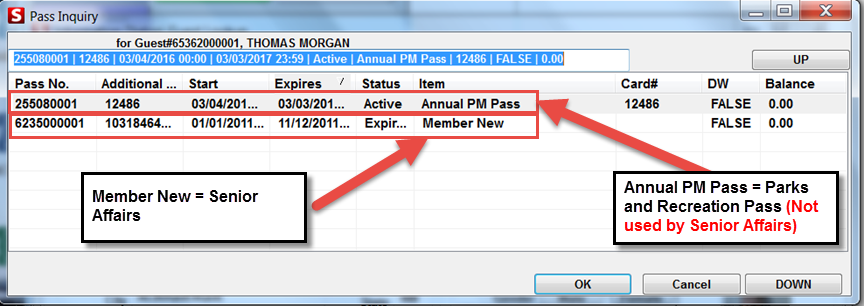 S Pass Inquiry
for Guest#65362000001, THOMAS MORGAN
255080001 | 12486 | 03/04/2016 00:00 | 03/03/2017 23:59 | Active | Annual PM Pass | 12486 | FALSE | 0.00
UP
Pass No. Additional ... Start Expires / Status Item Card# DW Balance
255080001 12486 03/04/201... 03/03/201... Active Annual PM Pass 12486 FALSE 0.00
6235000001 10318464... 01/01/2011... 11/12/2011... Expir... Member New FALSE 0.00
Member New = Senior
Affairs
Annual PM Pass = Parks
and Recreation Pass (Not
used by Senior Affairs)
OK Cancel DOWN